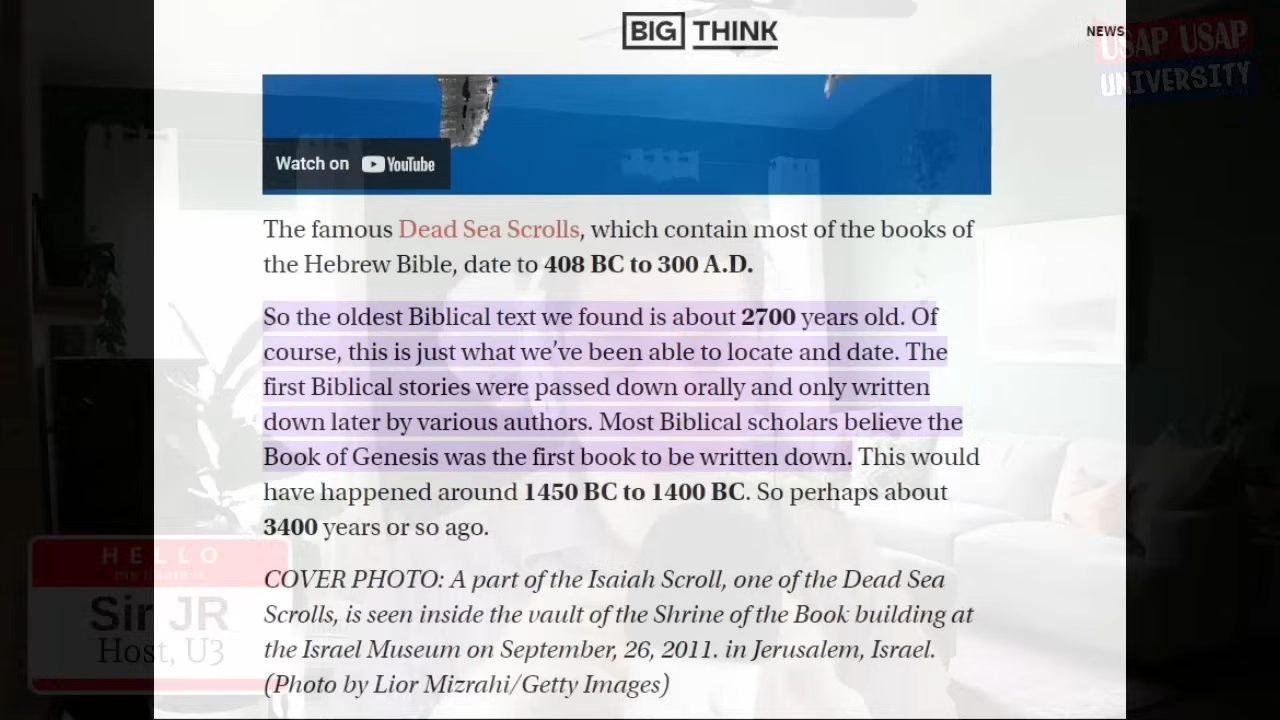 BIG THINK
NEWS
USAP USAP
UNIVERSITY
Watch on YouTube
The famous Dead Sea Scrolls, which contain most of the books of
the Hebrew Bible, date to 408 BC to 300 A.D.
So the oldest Biblical text we found is about 2700 years old. Of
course, this is just what we've been able to locate and date. The
first Biblical stories were passed down orally and only written
down later by various authors. Most Biblical scholars believe the
Book of Genesis was the first book to be written down. This would
have happened around 1450 BC to 1400 BC. So perhaps about
3400 years or so ago.
HELLO
my name is
Sir JR
Host, U3
COVER PHOTO: A part of the Isaiah Scroll, one of the Dead Sea
Scrolls, is seen inside the vault of the Shrine of the Book building at
the Israel Museum on September, 26, 2011. in Jerusalem, Israel.
(Photo by Lior Mizrahi/Getty Images)